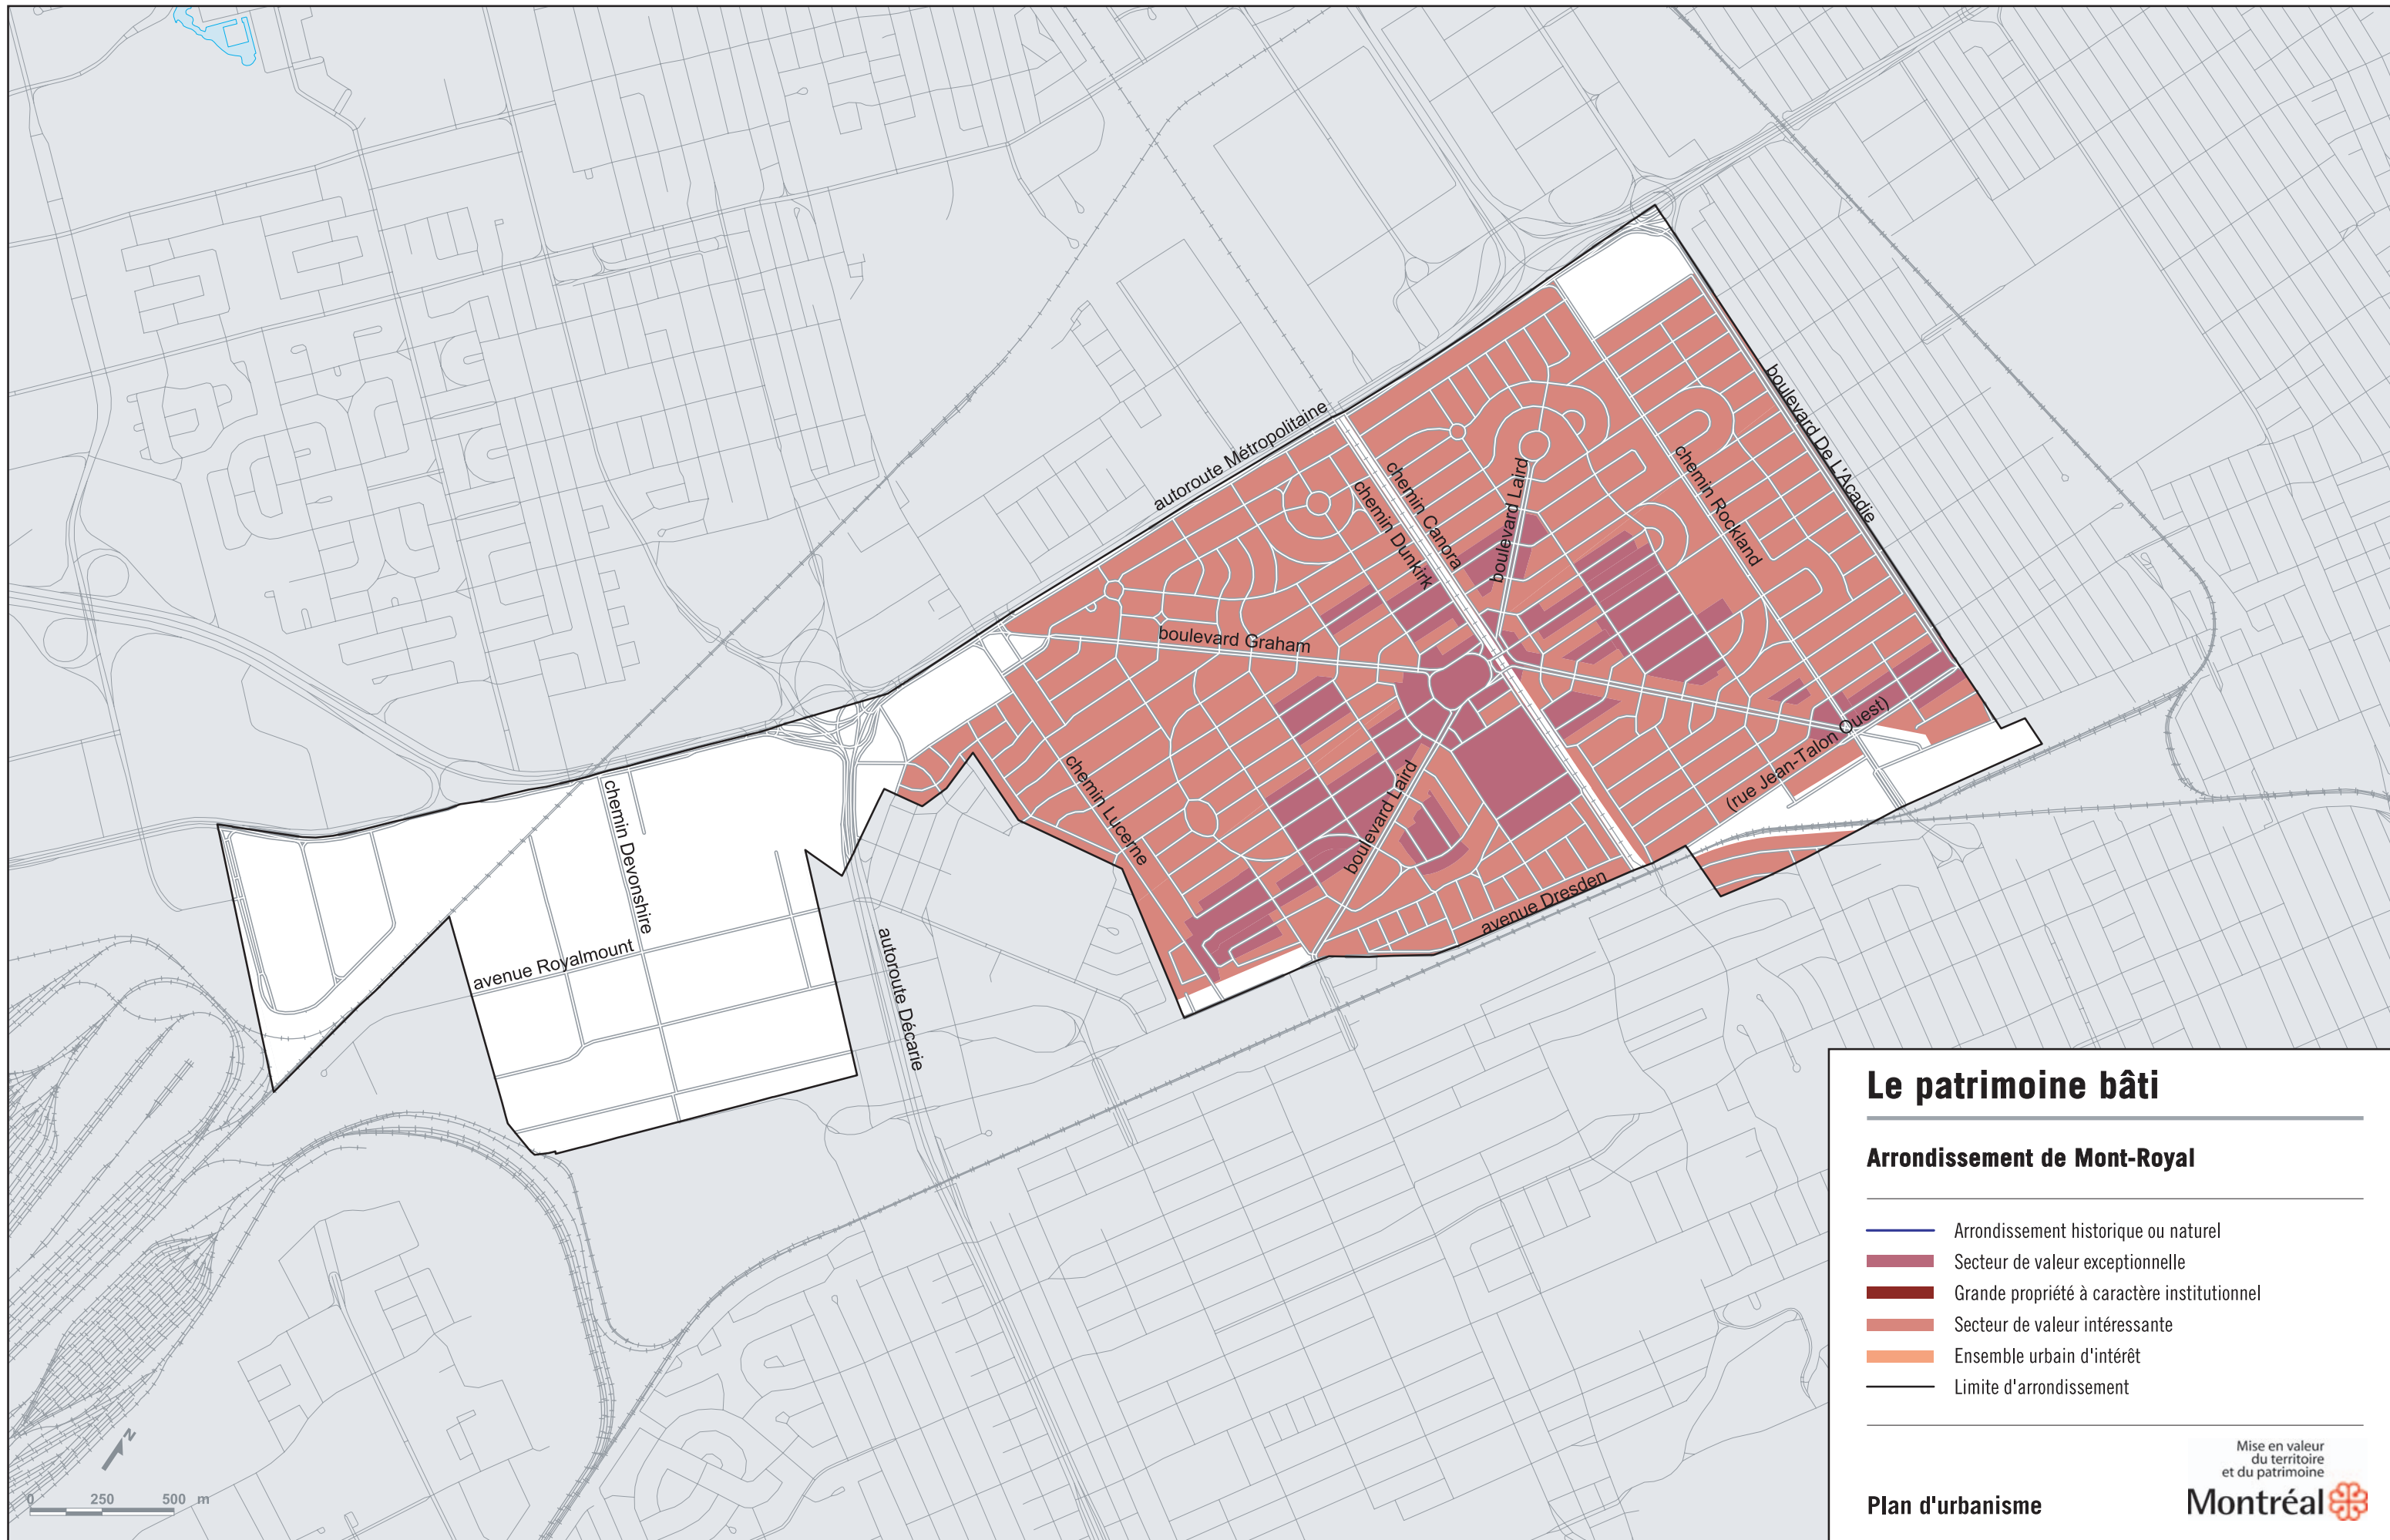 autoroute Métropolitaine
boulevard De L'Acadie
chemin Rockland
boulevard Laird
chemin Canora
chemin Dunkirk
boulevard Graham
(rue Jean-Talon Ouest)
chemin Lucerne
boulevard Laird
avenue Dresden
chemin Devonshire
avenue Royalmount
autoroute Décarie
N
0 250 500 m
Le patrimoine bâti
Arrondissement de Mont-Royal
Arrondissement historique ou naturel
Secteur de valeur exceptionnelle
Grande propriété à caractère institutionnel
Secteur de valeur intéressante
Ensemble urbain d'intérêt
Limite d'arrondissement
Mise en valeur
du territoire
et du patrimoine
Plan d'urbanisme
Montréal